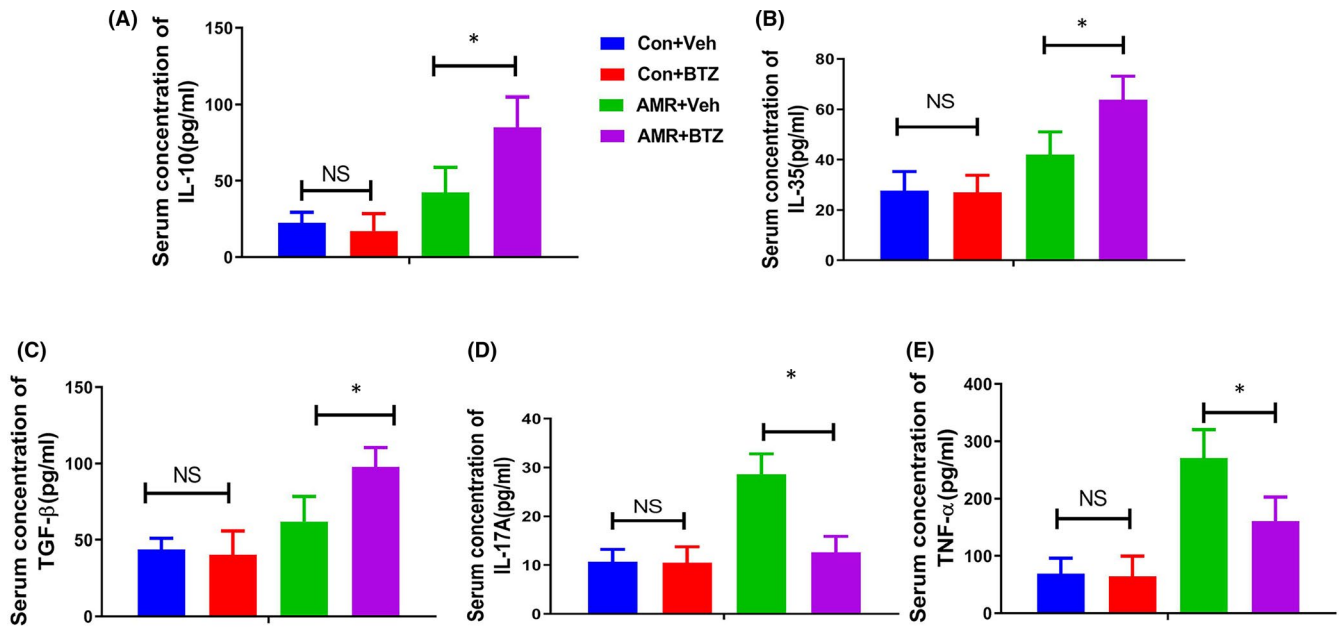 (A)
Serum concentration of
IL-10(pg/ml)
150
100
50
0
NS
*
Con+Veh
Con+BTZ
AMR+Veh
AMR+BTZ
(B)
Serum concentration of
IL-35(pg/ml)
80
60
40
20
0
NS
*
(C)
Serum concentration of
TGF-β(pg/ml)
150
100
50
0
NS
*
(D)
Serum concentration of
IL-17A(pg/ml)
40
30
20
10
0
NS
*
(E)
Serum concentration of
TNF-α(pg/ml)
400
300
200
100
0
NS
*